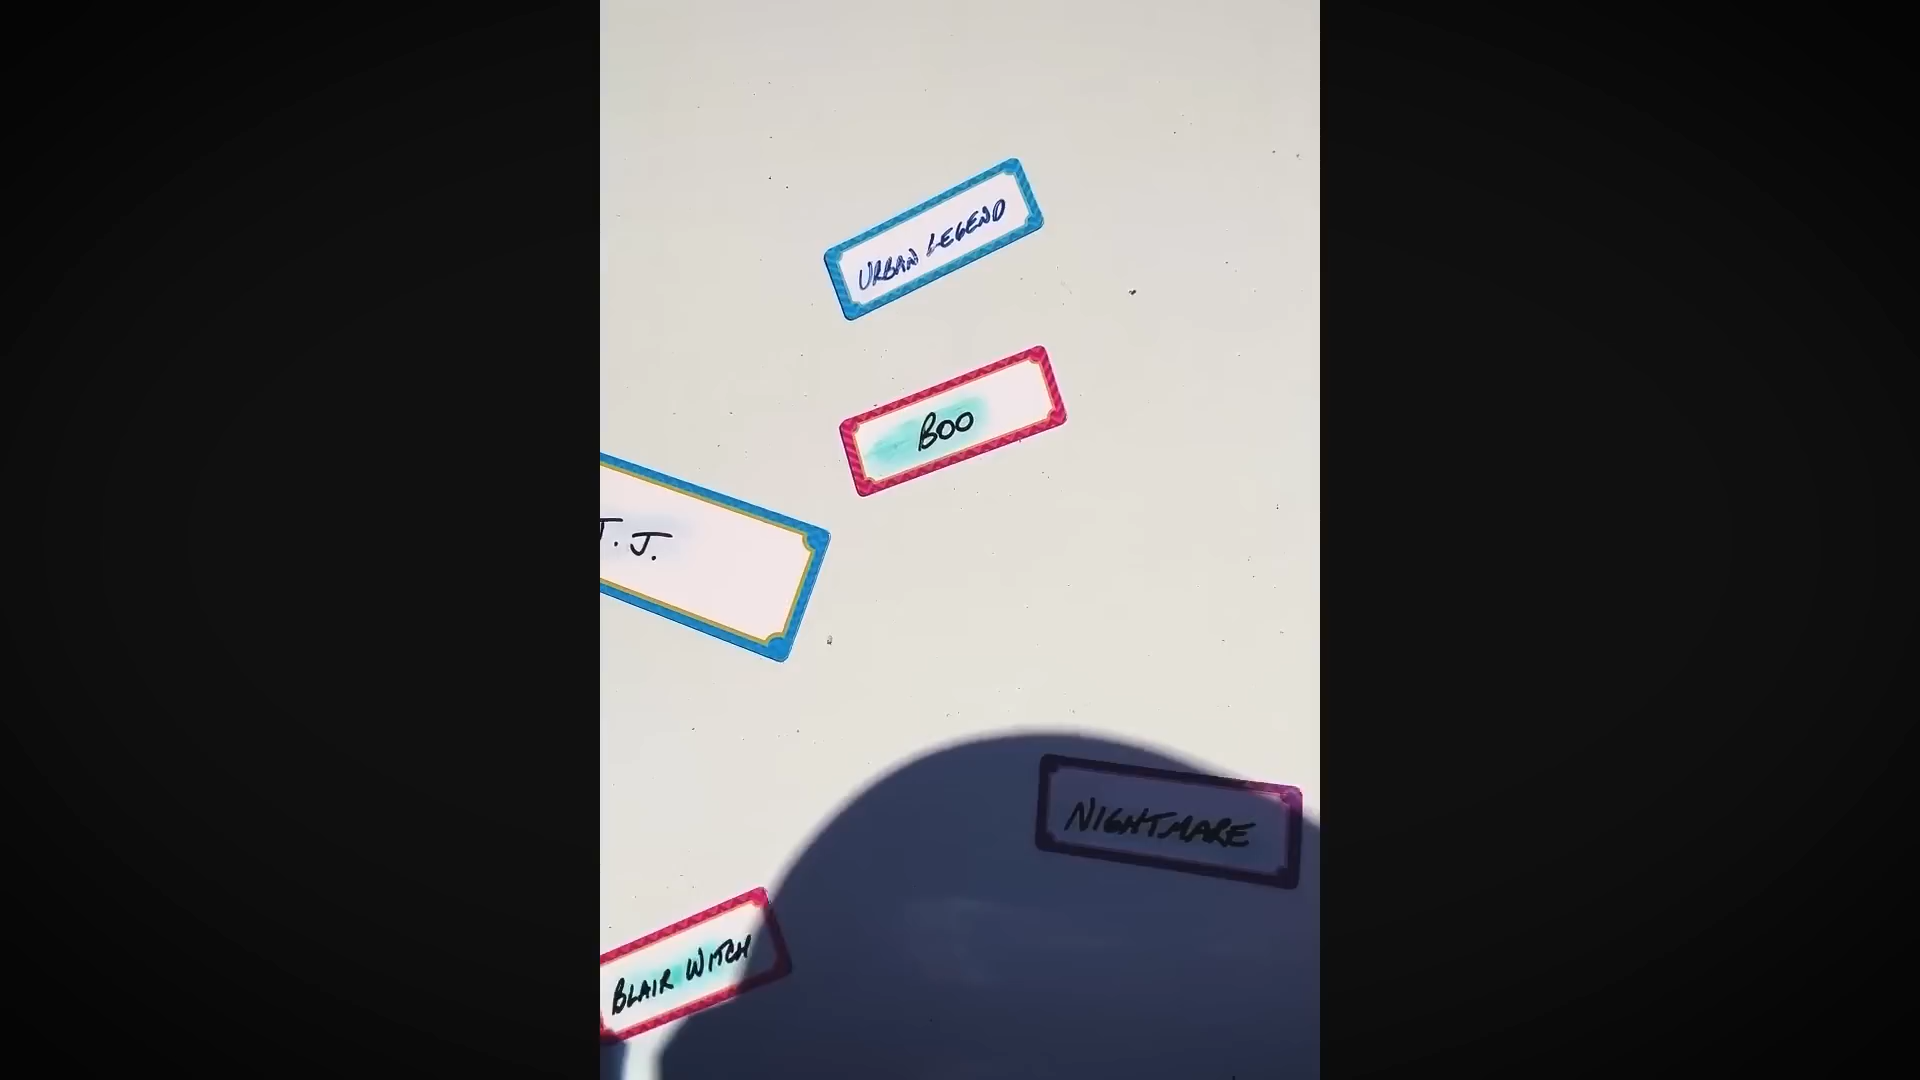 URBAN LEGEND
BOO
J.J.
NIGHTMARE
BLAIR WITCH